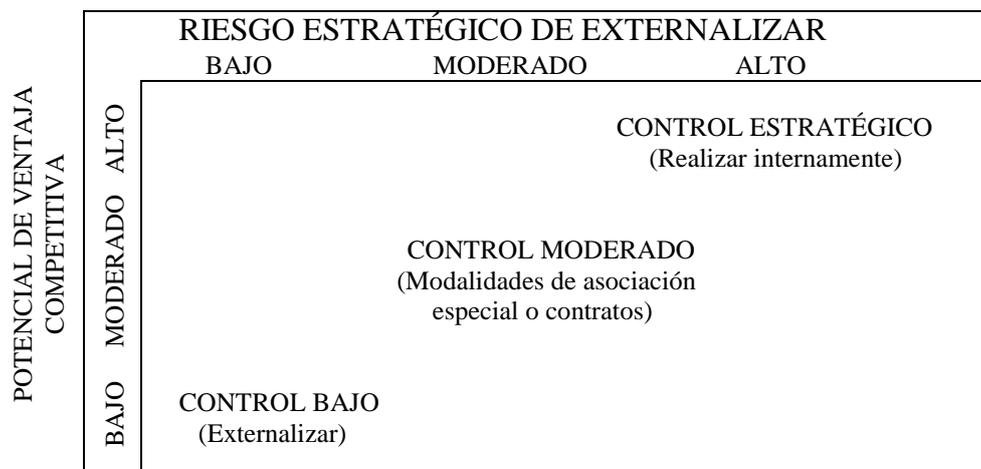 RIESGO ESTRATÉGICO DE EXTERNALIZAR
BAJO MODERADO ALTO
POTENCIAL DE VENTAJA
COMPETITIVA
ALTO
CONTROL ESTRATÉGICO
(Realizar internamente)
MODERADO
CONTROL MODERADO
(Modalidades de asociación
especial o contratos)
BAJO
CONTROL BAJO
(Externalizar)